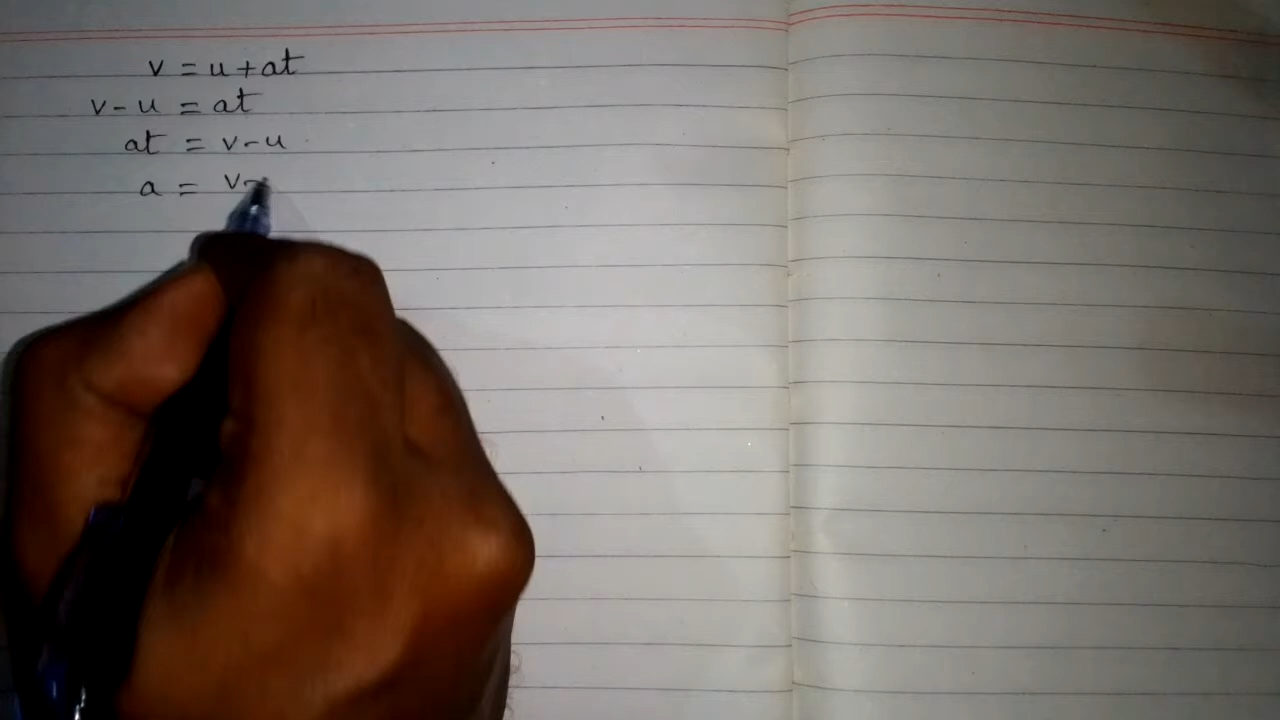 v = u + at
v - u = at
at = v - u
a = v -